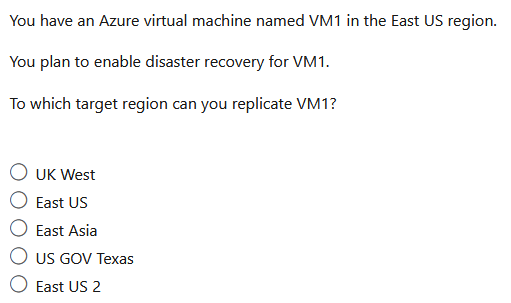 You have an Azure virtual machine named VM1 in the East US region.
You plan to enable disaster recovery for VM1.
To which target region can you replicate VM1?
UK West
East US
East Asia
US GOV Texas
East US 2